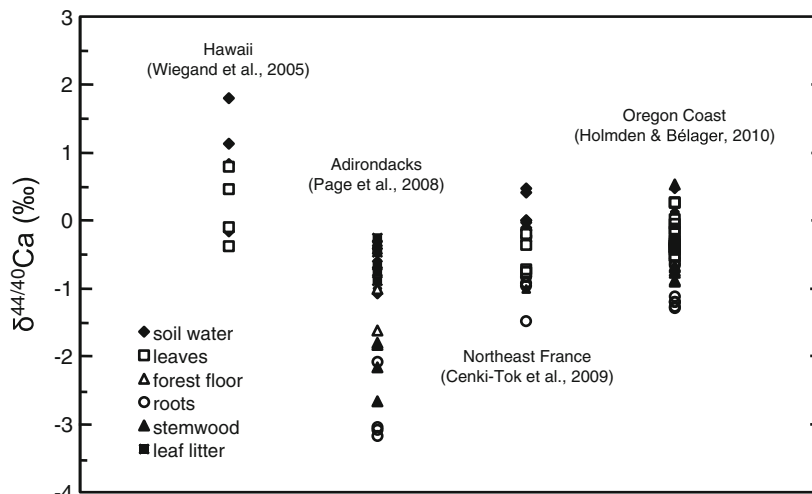 3
2
1
0
-1
-2
-3
-4
δ44/40Ca (‰)
Hawaii
(Wiegand et al., 2005)
Adirondacks
(Page et al., 2008)
Oregon Coast
(Holmden & Bélager, 2010)
Northeast France
(Cenki-Tok et al., 2009)
soil water
leaves
forest floor
roots
stemwood
leaf litter